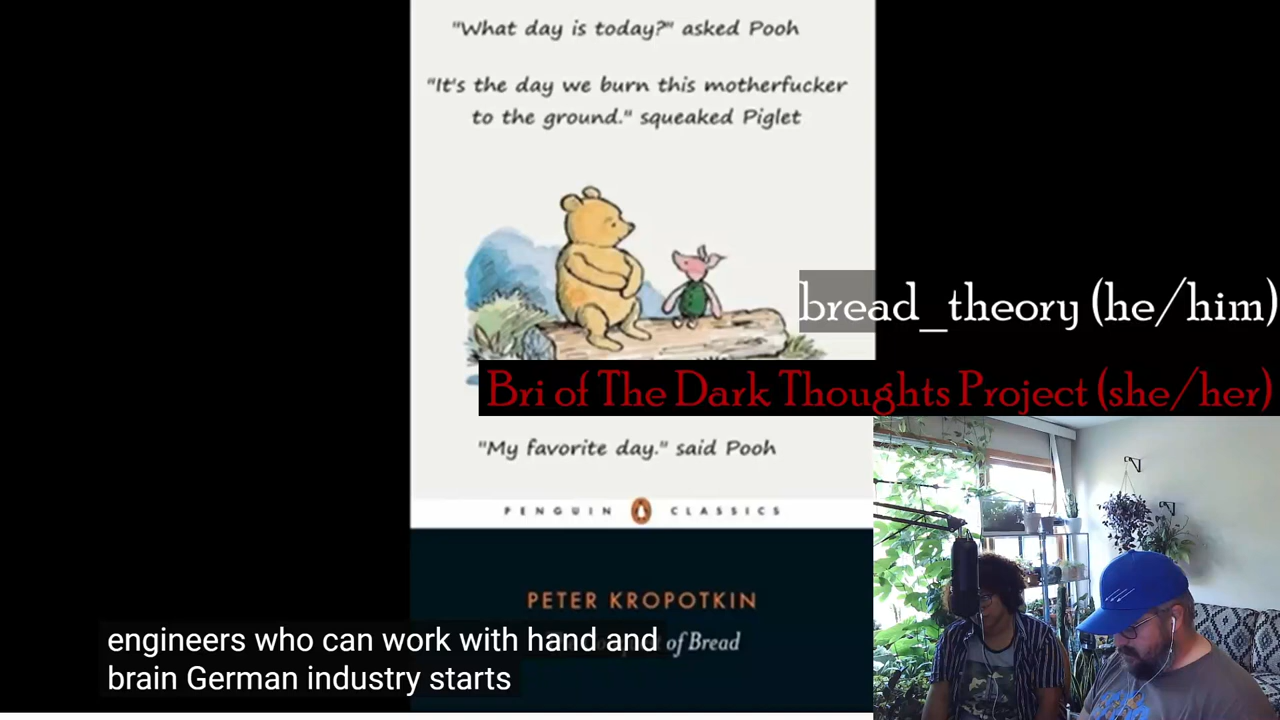 "What day is today?" asked Pooh
"It's the day we burn this motherfucker
to the ground." squeaked Piglet
bread_theory (he/him)
Bri of The Dark Thoughts Project (she/her)
"My favorite day." said Pooh
PENGUIN CLASSICS
PETER KROPOTKIN
of Bread
engineers who can work with hand and
brain German industry starts